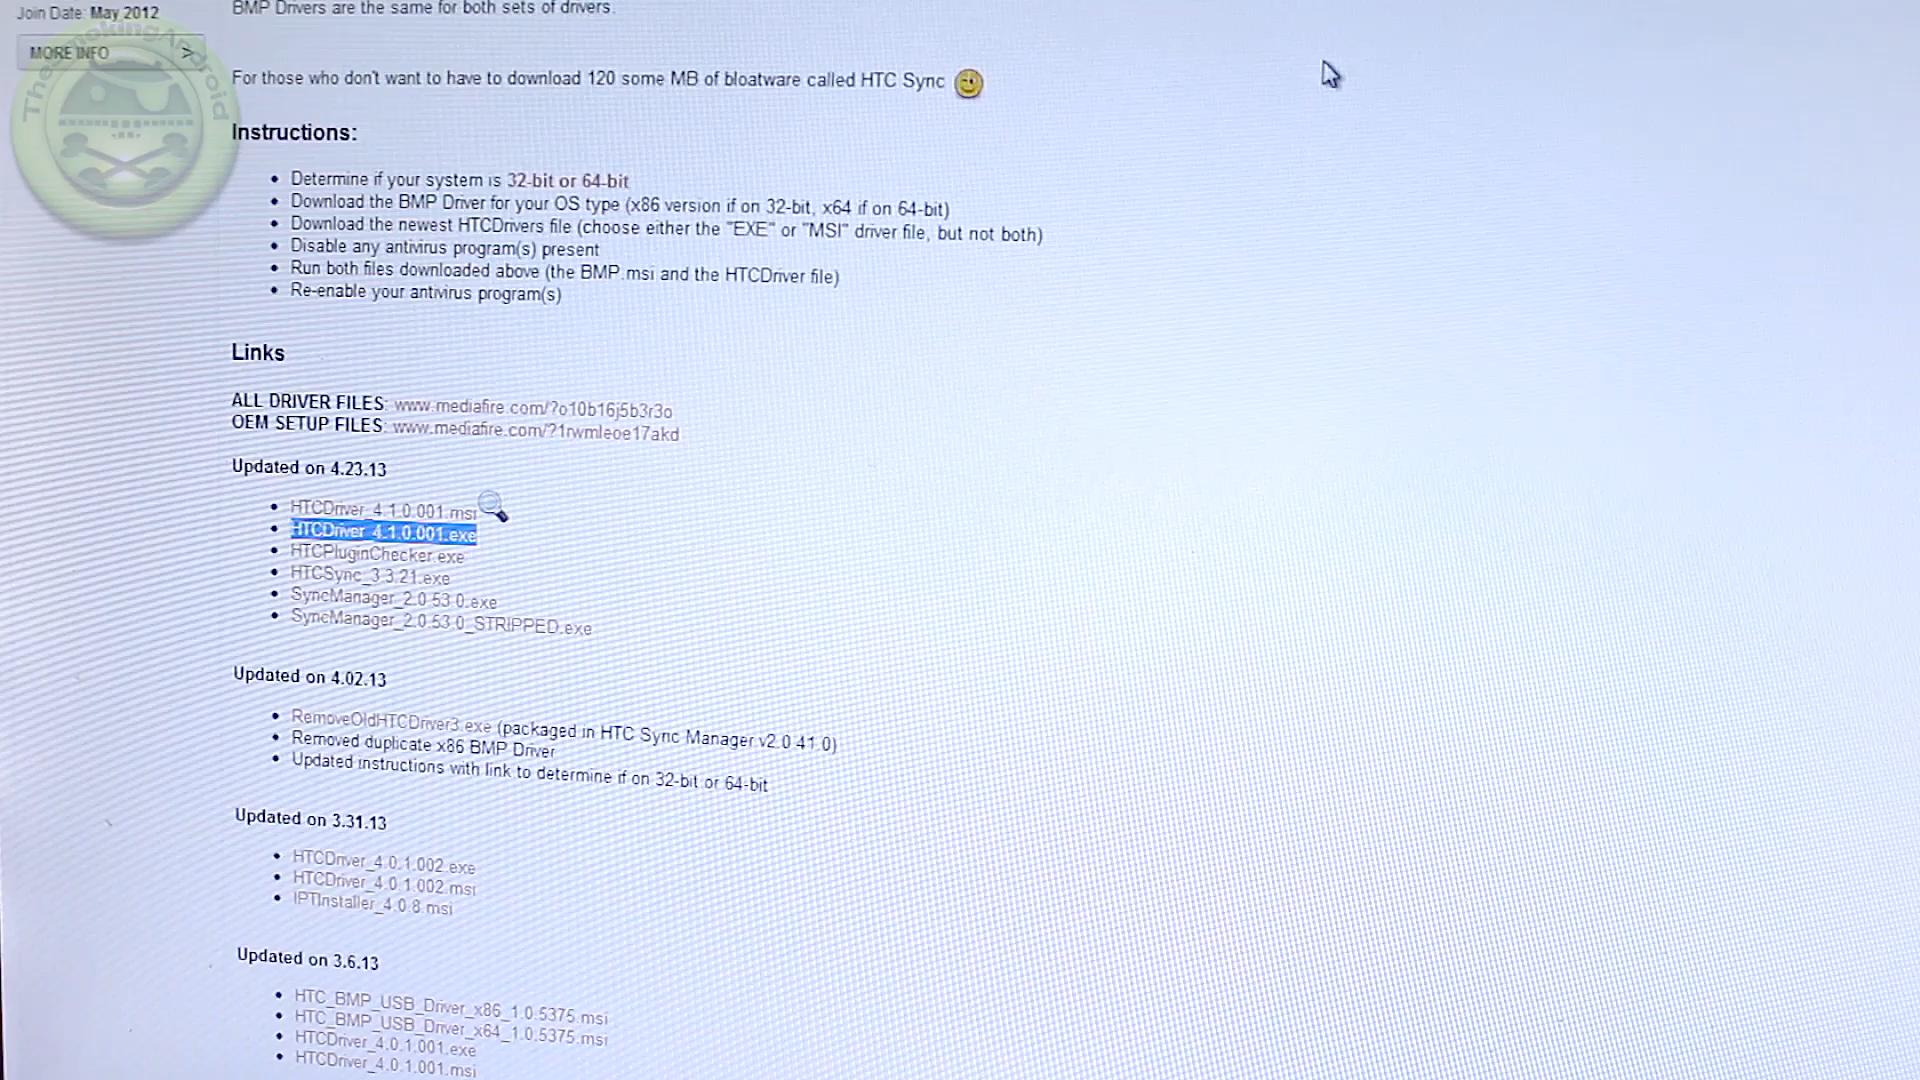 Join Date: May 2012
BMP Drivers are the same for both sets of drivers.
MORE INFO >
TheSmokingAndroid
For those who don't want to have to download 120 some MB of bloatware called HTC Sync
Instructions:
Determine if your system is 32-bit or 64-bit
Download the BMP Driver for your OS type (x86 version if on 32-bit, x64 if on 64-bit)
Download the newest HTCDrivers file (choose either the "EXE" or "MSI" driver file, but not both)
Disable any antivirus program(s) present
Run both files downloaded above (the BMP.msi and the HTCDriver file)
Re-enable your antivirus program(s)
Links
ALL DRIVER FILES: www.mediafire.com/?o10b16j5b3r3o
OEM SETUP FILES: www.mediafire.com/?1rwmleoe17akd
Updated on 4.23.13
HTCDriver_4.1.0.001.msi
HTCDriver_4.1.0.001.exe
HTCPluginChecker.exe
HTCSync_3.3.21.exe
SyncManager_2.0.53.0.exe
SyncManager_2.0.53.0_STRIPPED.exe
Updated on 4.02.13
RemoveOldHTCDriver3.exe (packaged in HTC Sync Manager v2.0.41.0)
Removed duplicate x86 BMP Driver
Updated instructions with link to determine if on 32-bit or 64-bit
Updated on 3.31.13
HTCDriver_4.0.1.002.exe
HTCDriver_4.0.1.002.msi
IPTInstaller_4.0.8.msi
Updated on 3.6.13
HTC_BMP_USB_Driver_x86_1.0.5375.msi
HTC_BMP_USB_Driver_x64_1.0.5375.msi
HTCDriver_4.0.1.001.exe
HTCDriver_4.0.1.001.msi